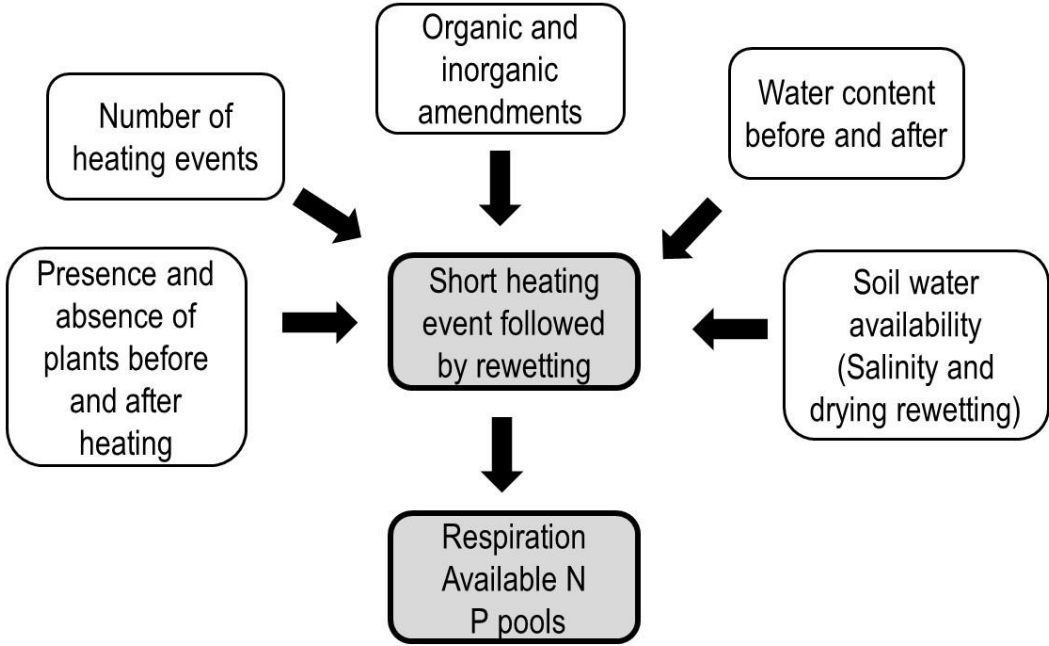 Organic and
inorganic
amendments
Number of
heating events
Water content
before and after
Presence and
absence of
plants before
and after
heating
Short heating
event followed
by rewetting
Soil water
availability
(Salinity and
drying rewetting)
Respiration
Available N
P pools